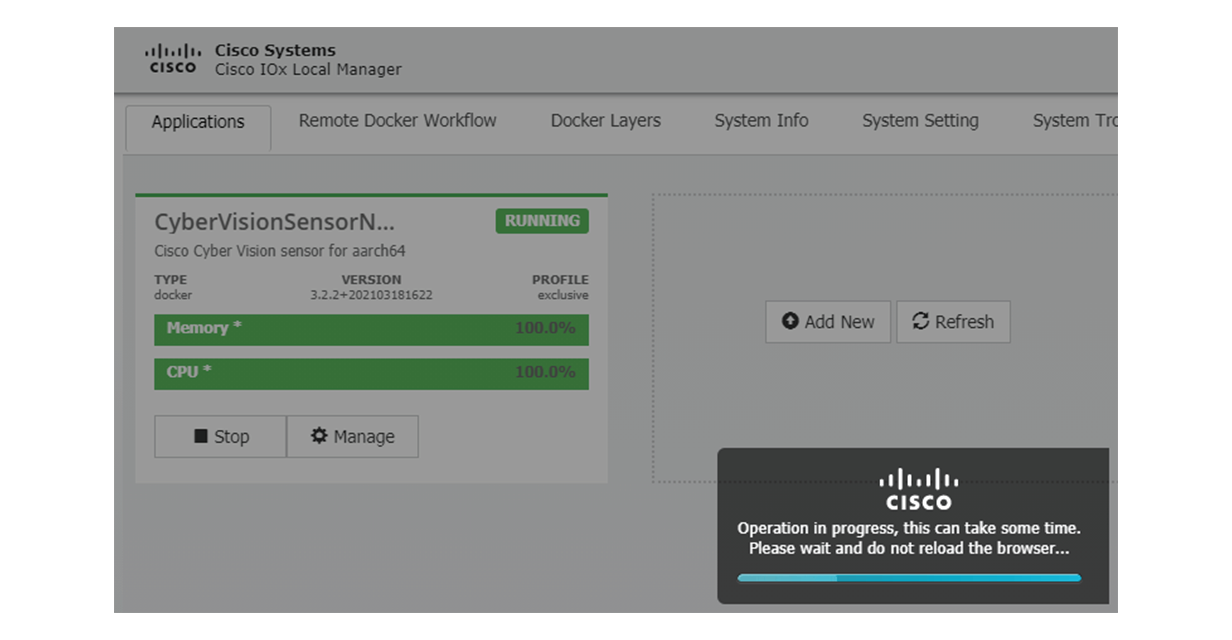 CISCO
Cisco Systems
Cisco IOx Local Manager
Applications Remote Docker Workflow Docker Layers System Info System Setting System Tro
CyberVisionSensorN... RUNNING
Cisco Cyber Vision sensor for aarch64
TYPE VERSION PROFILE
docker 3.2.2+202103181622 exclusive
Memory * 100.0%
CPU * 100.0%
Add New Refresh
Stop Manage
CISCO
Operation in progress, this can take some time.
Please wait and do not reload the browser...